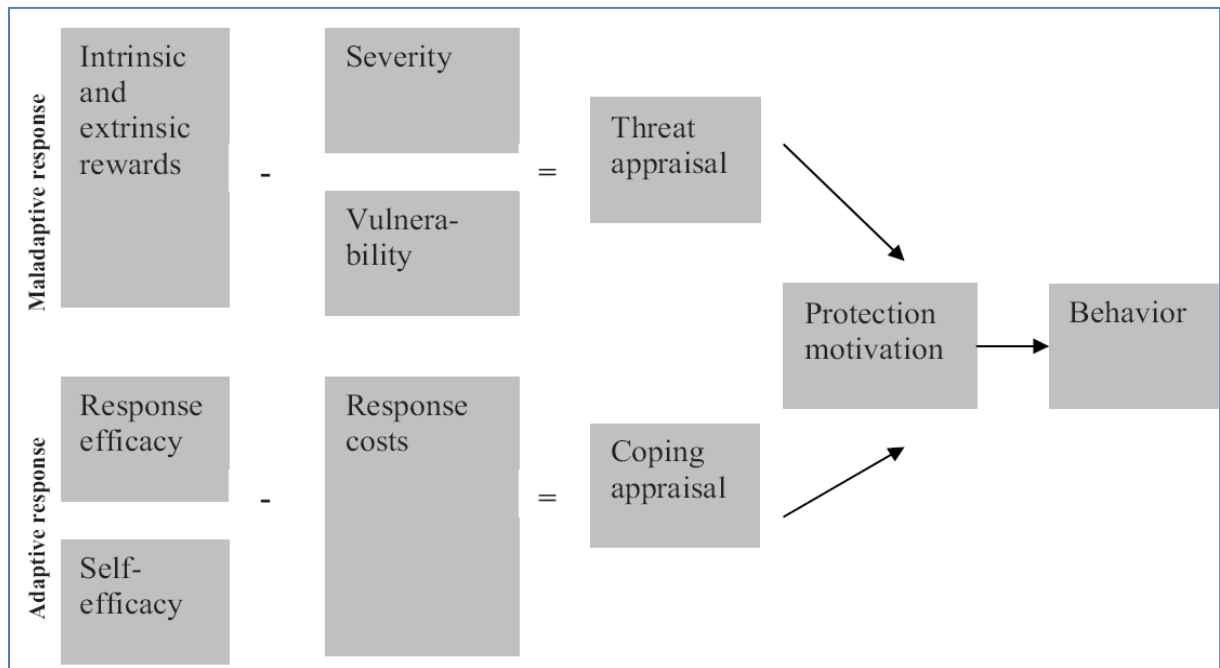 Maladaptive response
Intrinsic
and
extrinsic
rewards
-
Severity
Vulnera-
bility
=
Threat
appraisal
Protection
motivation
Behavior
Adaptive response
Response
efficacy
Self-
efficacy
-
Response
costs
=
Coping
appraisal